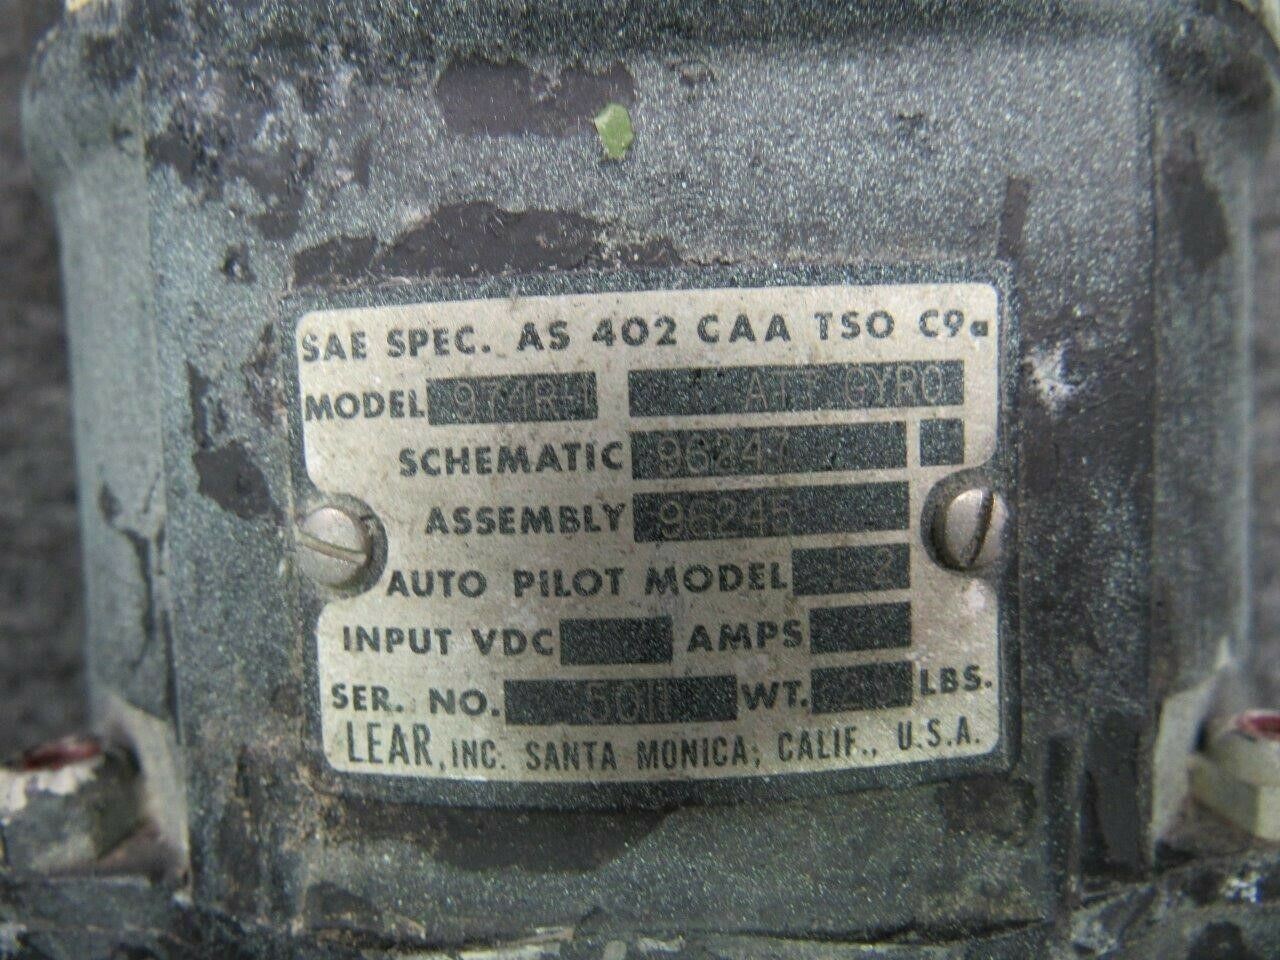 SAE SPEC. AS 402 CAA TSO C9a
MODEL 974R-1 ATT GYRO
SCHEMATIC 96247
ASSEMBLY 96245
AUTO PILOT MODEL L 2
INPUT VDC AMPS
SER. NO. WT. LBS.
LEAR, INC. SANTA MONICA, CALIF., U.S.A.